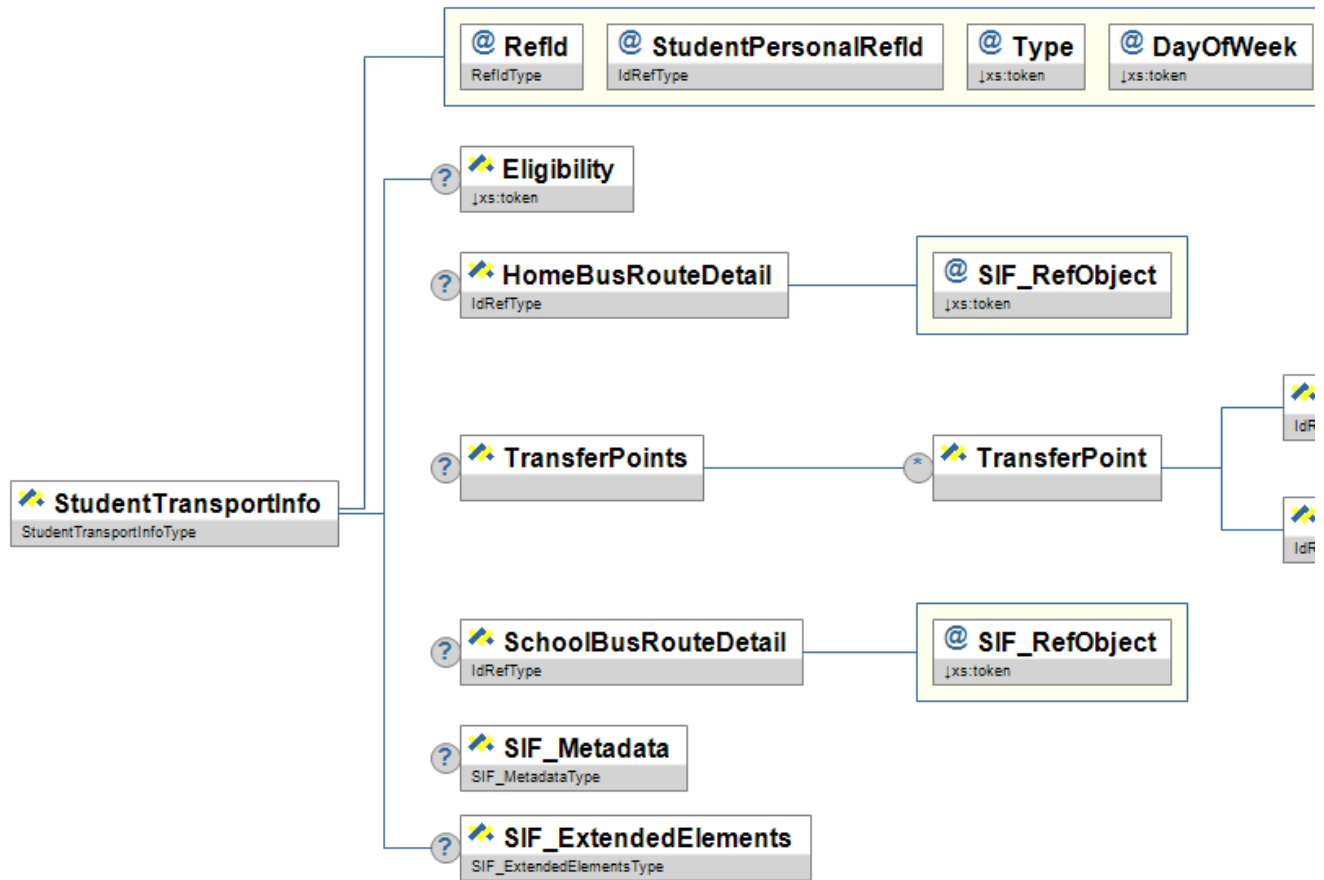 @ RefId @ StudentPersonalRefId @ Type @ DayOfWeek
RefIdType IdRefType ↓xs:token ↓xs:token
? Eligibility
↓xs:token
? HomeBusRouteDetail @ SIF_RefObject
IdRefType ↓xs:token
? TransferPoints * TransferPoint
StudentTransportInfo
StudentTransportInfoType
? SchoolBusRouteDetail @ SIF_RefObject
IdRefType ↓xs:token
? SIF_Metadata
SIF_MetadataType
? SIF_ExtendedElements
SIF_ExtendedElementsType